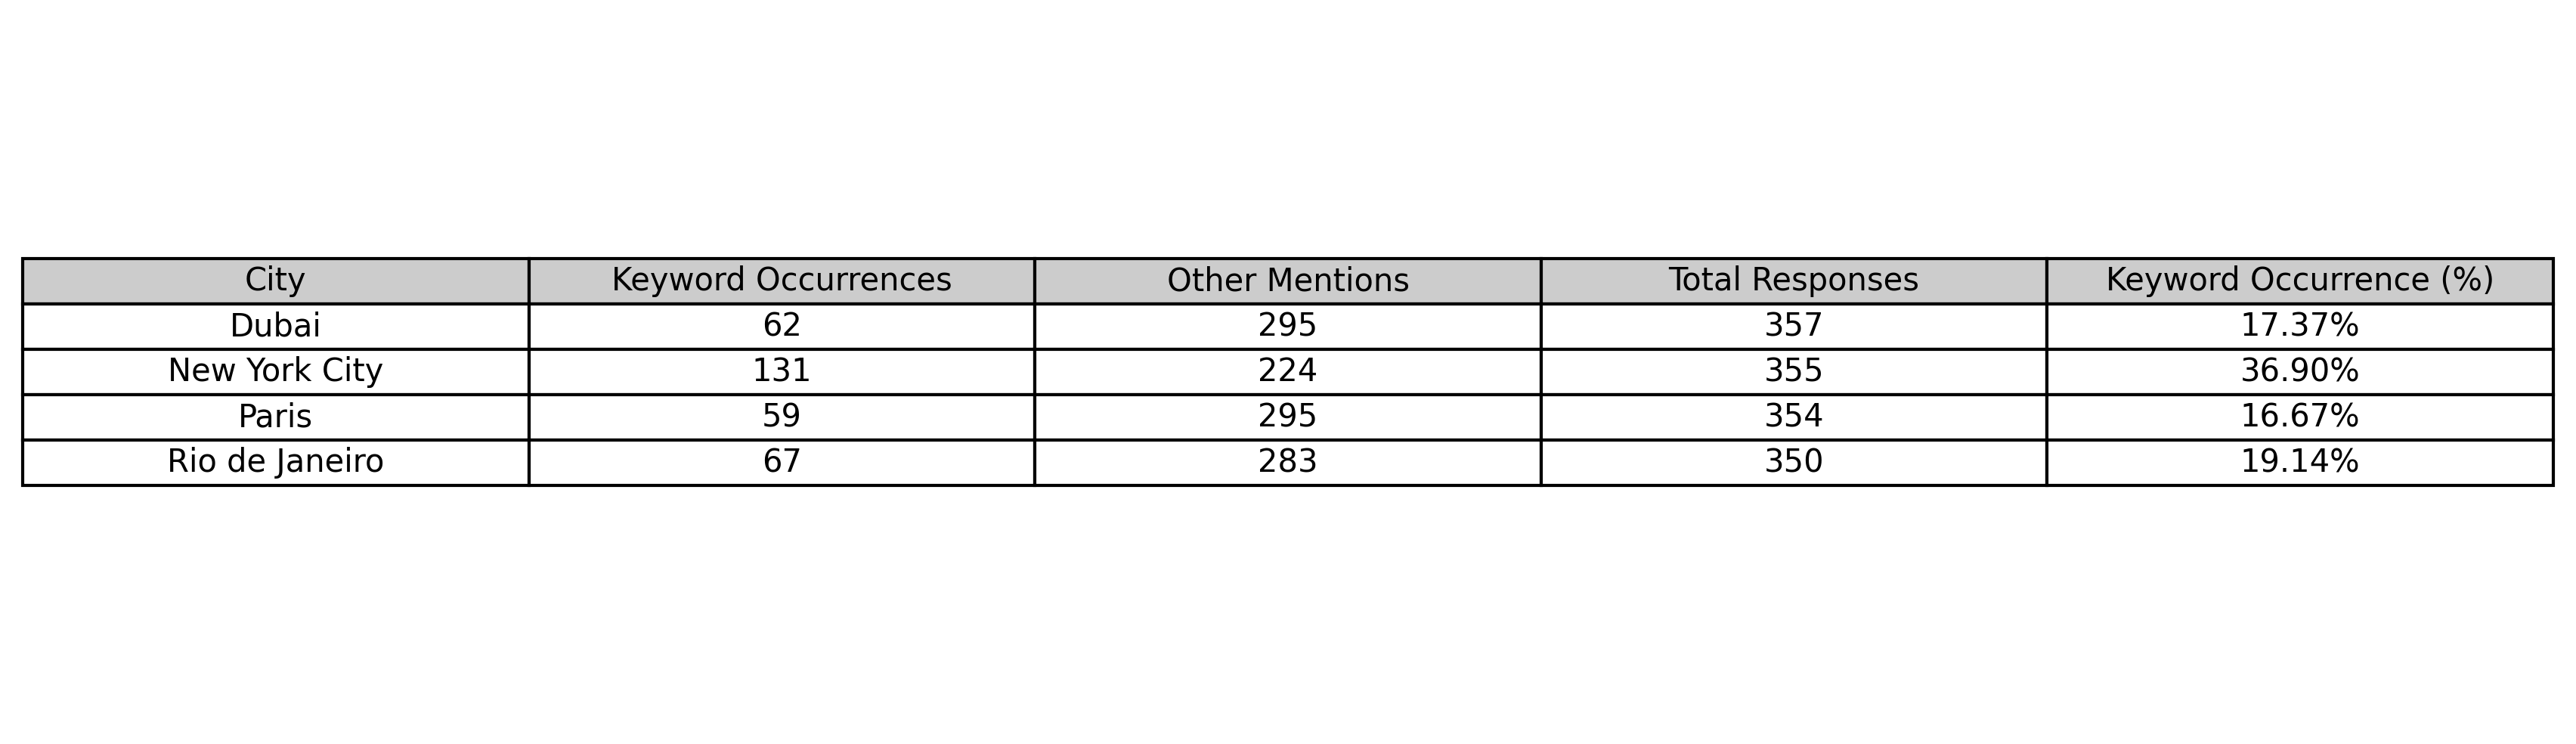 City Keyword Occurrences Other Mentions Total Responses Keyword Occurrence (%)
Dubai 62 295 357 17.37%
New York City 131 224 355 36.90%
Paris 59 295 354 16.67%
Rio de Janeiro 67 283 350 19.14%